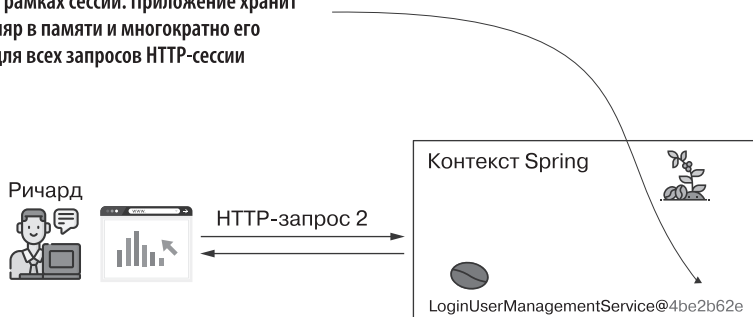 рамках сессии. Приложение хранит
в памяти и многократно его
для всех запросов HTTP-сессии
Контекст Spring
Ричард
www.
HTTP-запрос 2
LoginUserManagementService@4be2b62e